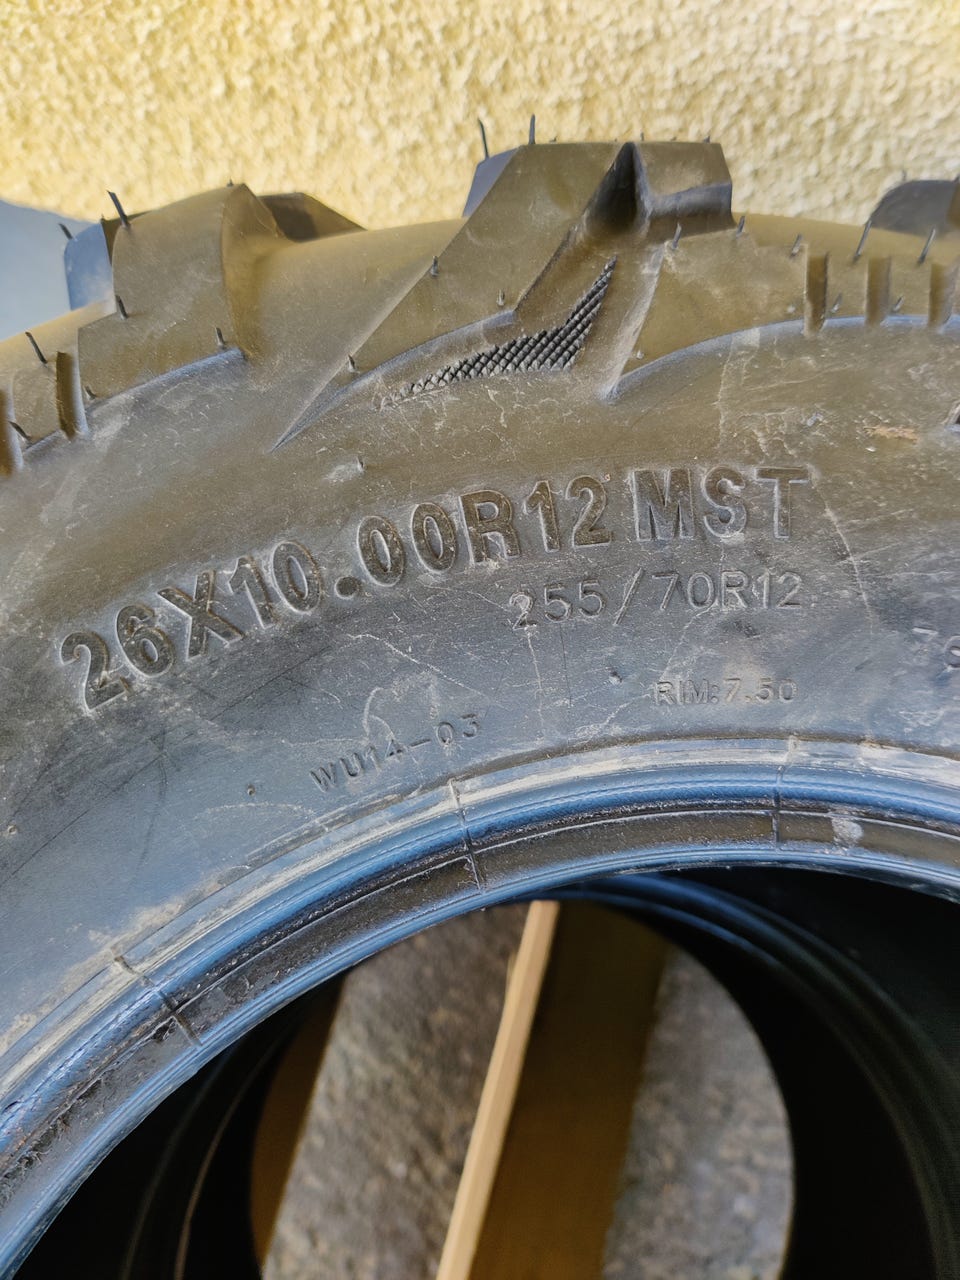 26X10.00R12 MST
255/70R12
RIM:7.50
WU14-03